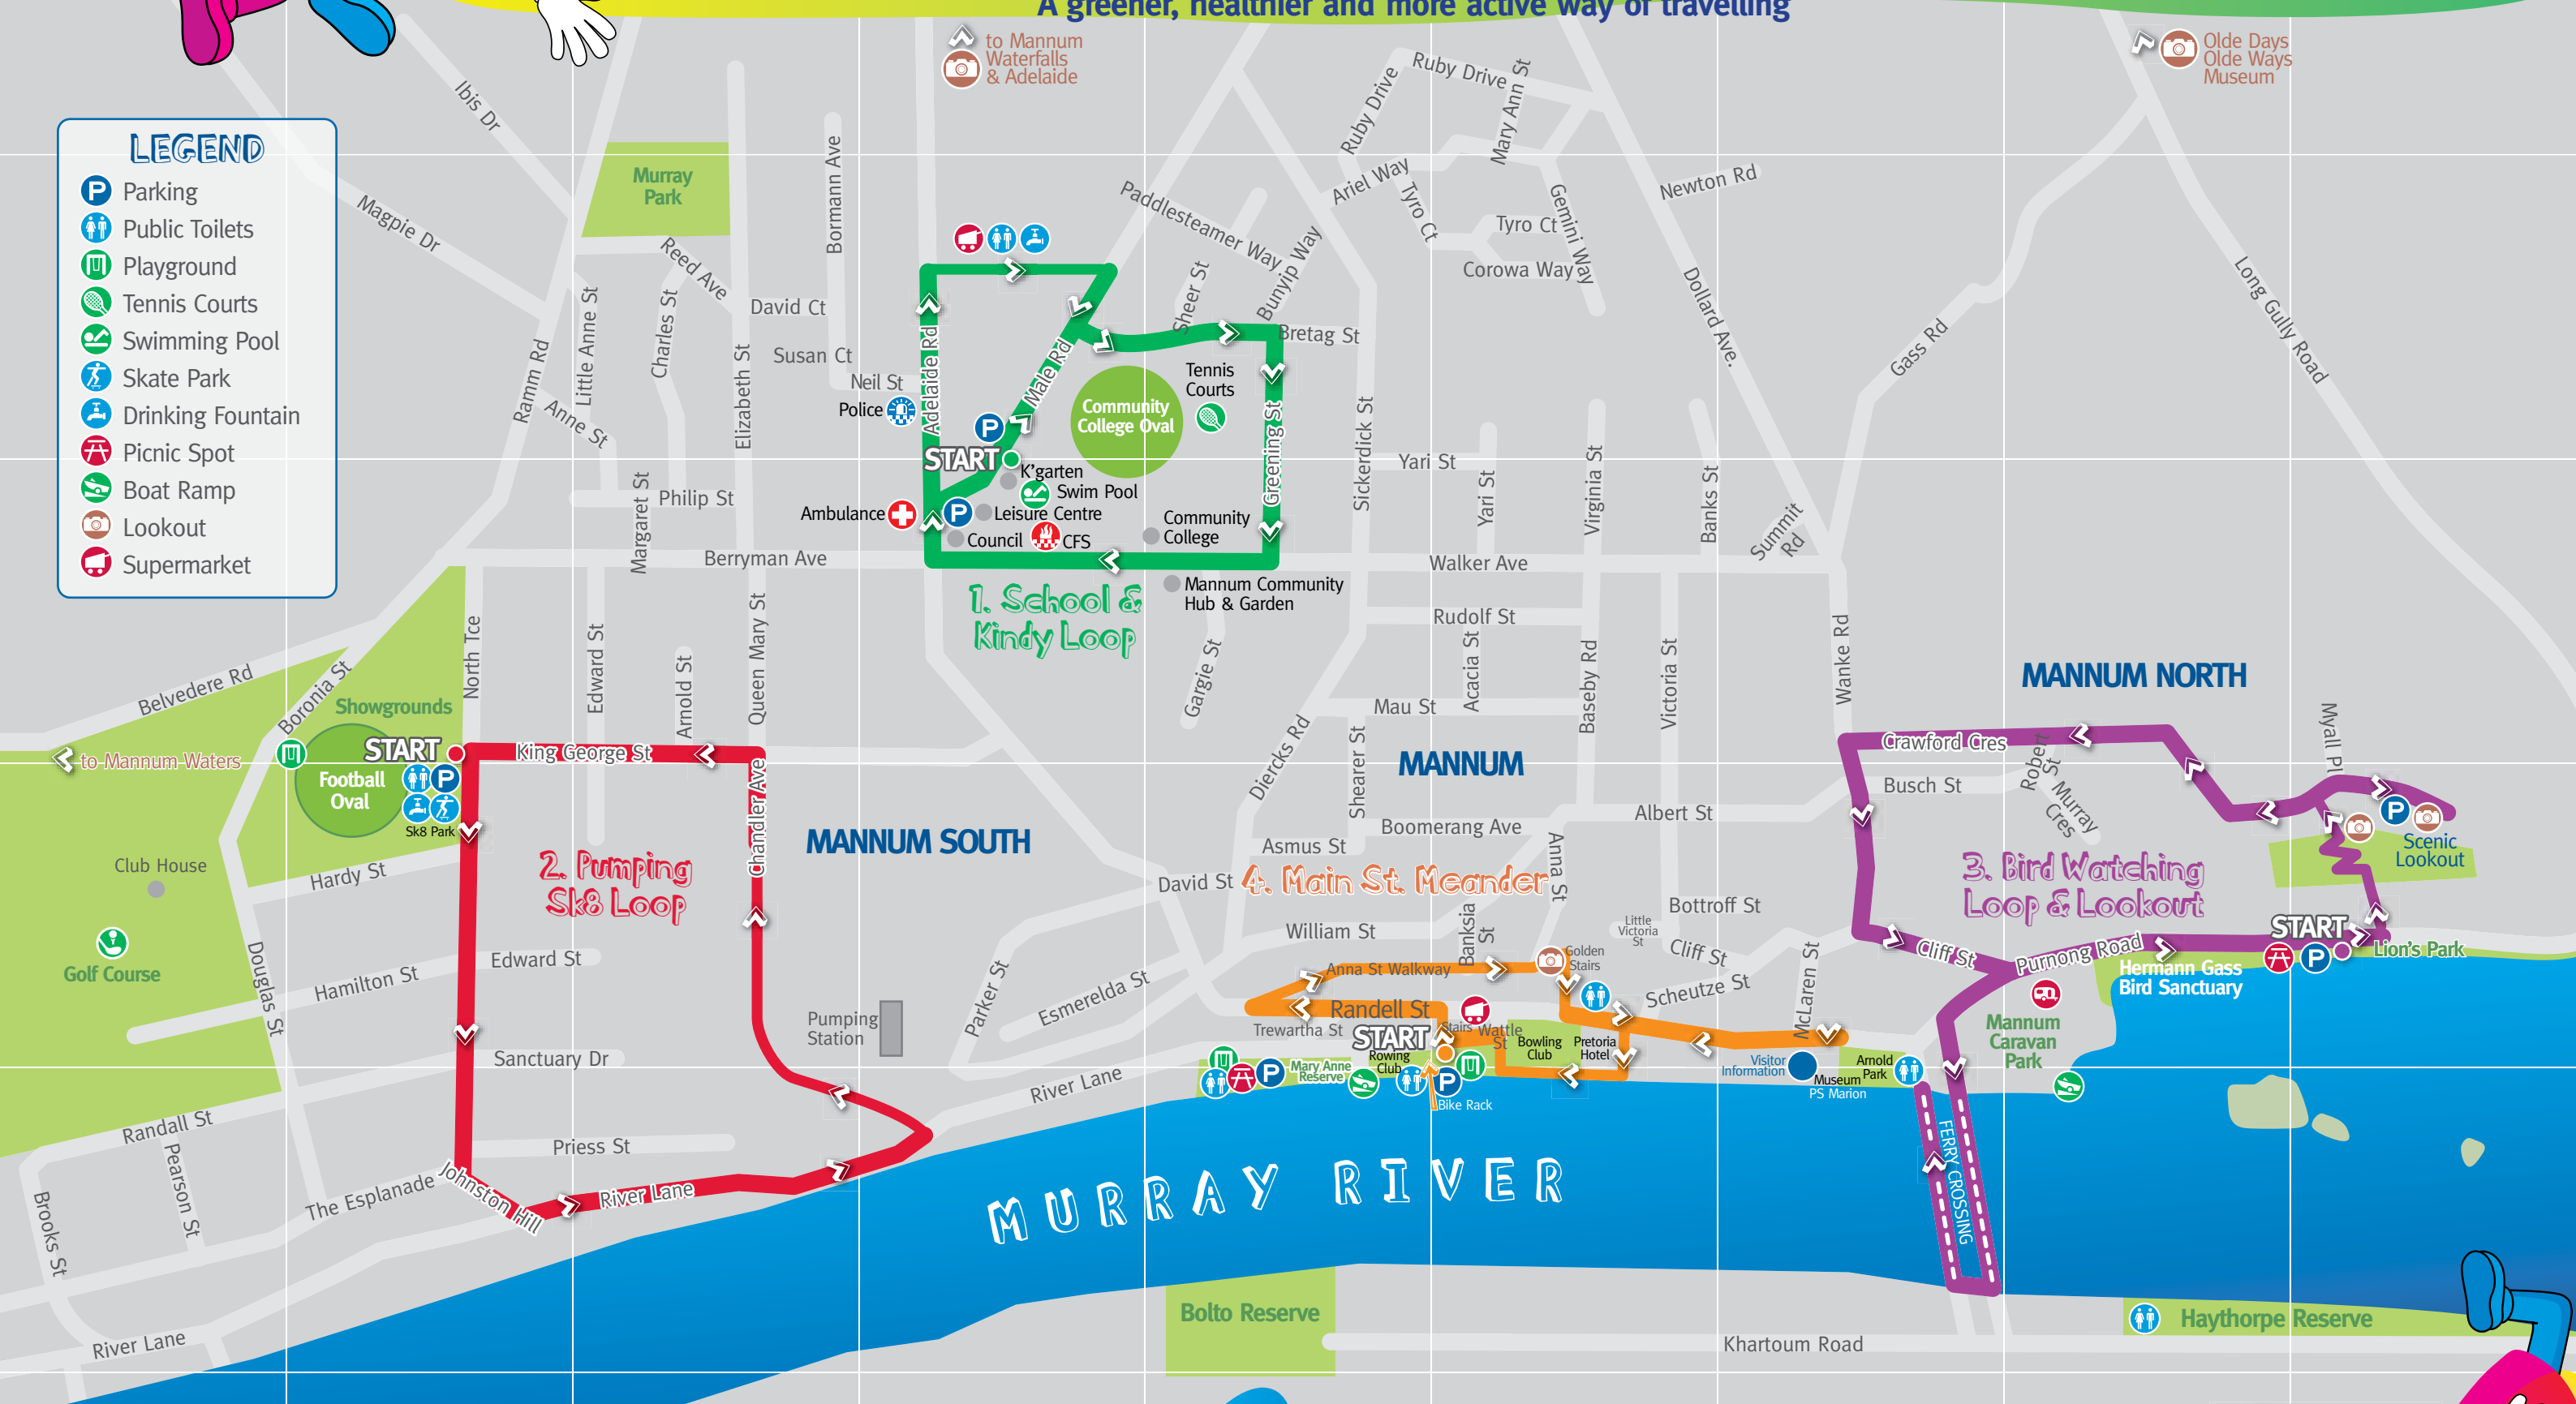 A greener, healthier and more active way of travelling
to Mannum
Waterfalls
& Adelaide
Olde Days
Olde Ways
Museum
LEGEND
P Parking
Public Toilets
Playground
Tennis Courts
Swimming Pool
Skate Park
Drinking Fountain
Picnic Spot
Boat Ramp
Lookout
Supermarket
Ibis Dr
Magpie Dr
Murray
Park
Reed Ave
Bormann Ave
David Ct
Susan Ct
Neil St
Police
Ramm Rd
Little Anne St
Charles St
Elizabeth St
Anne St
Margaret St
Philip St
Berryman Ave
Ambulance
Adelaide Rd
Male Rd
P
START
K'garten
Swim Pool
P
Leisure Centre
Council
CFS
Community
College Oval
Tennis
Courts
Community
College
Greening St
Bretag St
Mannum Community
Hub & Garden
1. School &
Kindy Loop
Paddlesteamer Way
Sheer St
Bunyip Way
Ruby Drive
Ruby Drive
Mary Ann St
Ariel Way
Tyro Ct
Tyro Ct
Corowa Way
Gemini Way
Newton Rd
Dollard Ave.
Gass Rd
Long Gully Road
Sickerdick St
Yari St
Yari St
Virginia St
Banks St
Summit
Rd
Walker Ave
Rudolf St
Acacia St
Mau St
Baseby Rd
Victoria St
Wanke Rd
Gargie St
Diercks Rd
Shearer St
MANNUM
Boomerang Ave
Albert St
Asmus St
Anna St
David St
4. Main St. Meander
Bottroff St
Little
Victoria
St
Cliff St
William St
Banksia
St
Golden
Stairs
Anna St Walkway
Randell St
Trewartha St
START
Stairs
Wattle
St
Scheutze St
McLaren St
Rowing
Club
Bowling
Club
Pretoria
Hotel
Mary Anne
Reserve
P
P
Bike Rack
Visitor
Information
Museum
PS Marion
Arnold
Park
Belvedere Rd
Boronia St
Showgrounds
North Tce
Edward St
Arnold St
Queen Mary St
to Mannum Waters
START
King George St
Football
Oval
P
Sk8 Park
Chandler Ave
MANNUM SOUTH
2. Pumping
Sk8 Loop
Club House
Golf Course
Hardy St
Hamilton St
Douglas St
Edward St
Sanctuary Dr
Pumping
Station
Parker St
Esmerelda St
River Lane
Randall St
Pearson St
Priess St
The Esplanade
Johnston Hill
River Lane
Brooks St
River Lane
MURRAY RIVER
MANNUM NORTH
Myall Pl
Crawford Cres
Robert
St
Busch St
Murray
Cres
P
Scenic
Lookout
3. Bird Watching
Loop & Lookout
START
P
Lion's Park
Cliff St
Purnong Road
Hermann Gass
Bird Sanctuary
Mannum
Caravan
Park
FERRY CROSSING
Bolto Reserve
Haythorpe Reserve
Khartoum Road